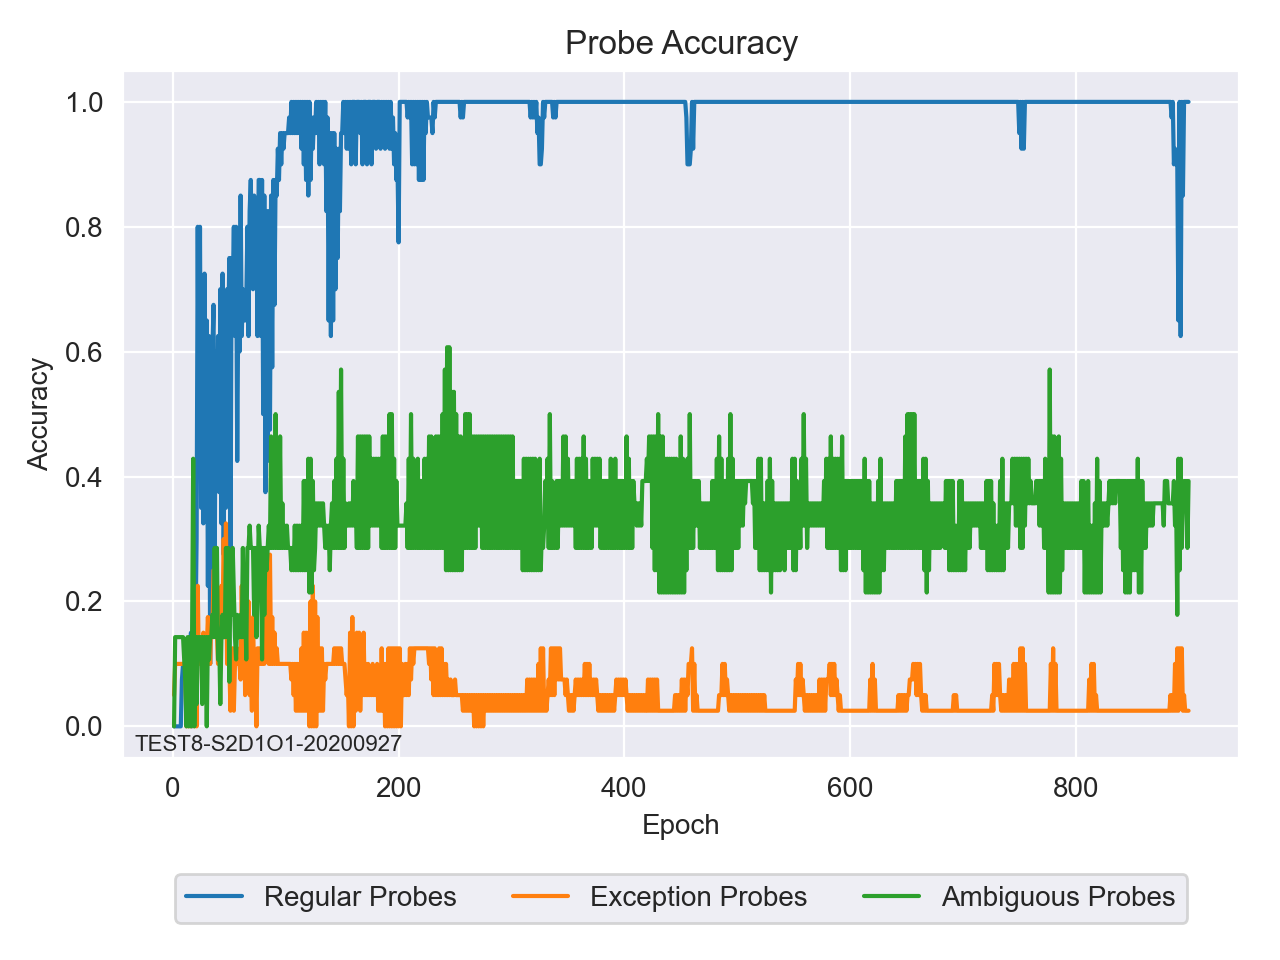 Probe Accuracy
1.0
0.8
0.6
0.4
0.2
0.0
Accuracy
TEST8-S2D1O1-20200927
0 200 400 600 800
Epoch
Regular Probes Exception Probes Ambiguous Probes